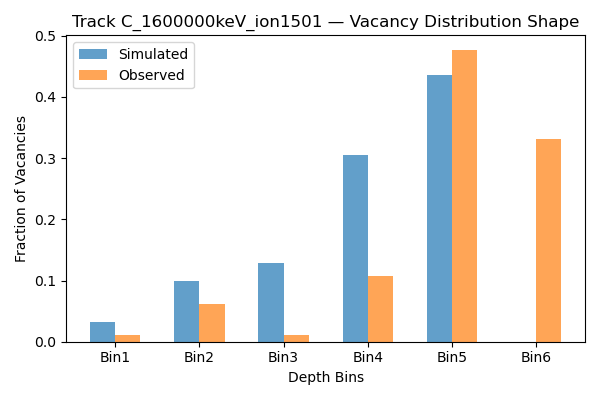 Track C_1600000keV_ion1501 — Vacancy Distribution Shape
Simulated
Observed
Fraction of Vacancies
0.5
0.4
0.3
0.2
0.1
0.0
Bin1 Bin2 Bin3 Bin4 Bin5 Bin6
Depth Bins